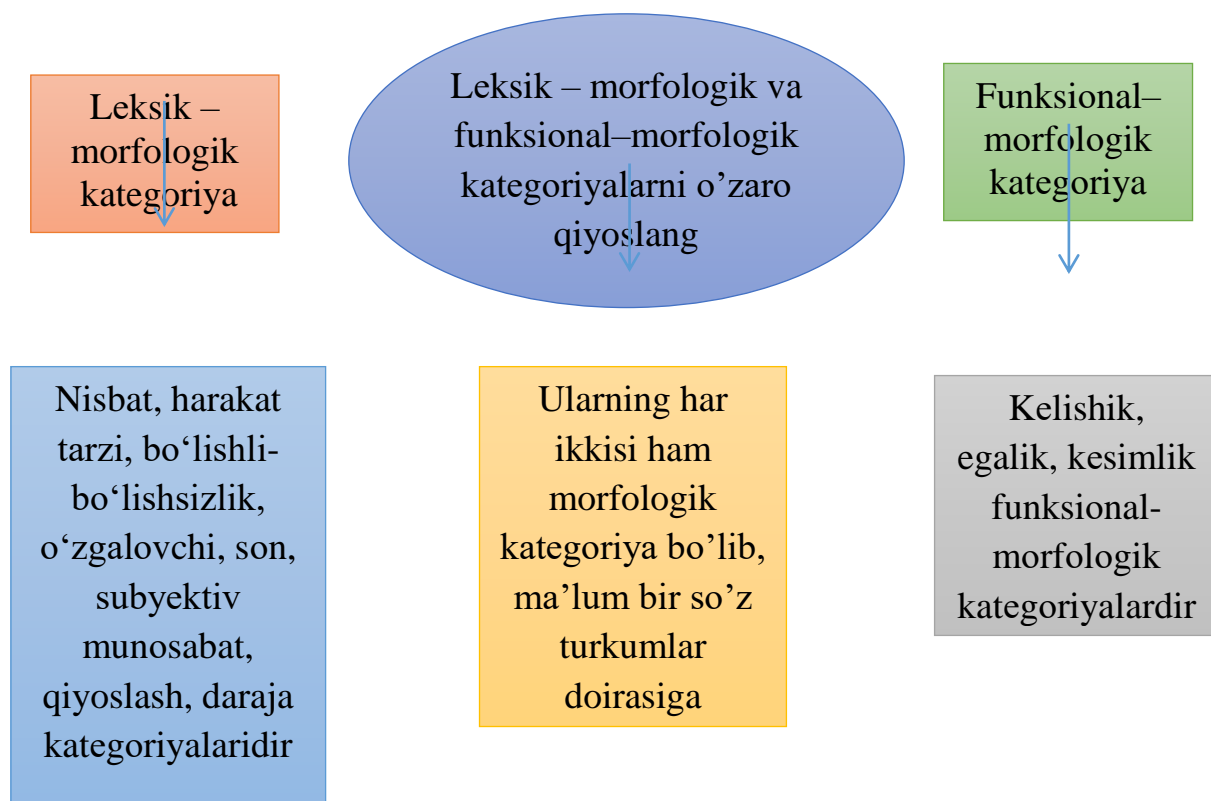 Leksik –
morfologik
kategoriya
Leksik – morfologik va
funksional–morfologik
kategoriyalarni o’zaro
qiyoslang
Funksional–
morfologik
kategoriya
Nisbat, harakat
tarzi, bo‘lishli-
bo‘lishsizlik,
o‘zgalovchi, son,
subyektiv
munosabat,
qiyoslash, daraja
kategoriyalaridir
Ularning har
ikkisi ham
morfologik
kategoriya bo’lib,
ma’lum bir so’z
turkumlar
doirasiga
Kelishik,
egalik, kesimlik
funksional-
morfologik
kategoriyalardir